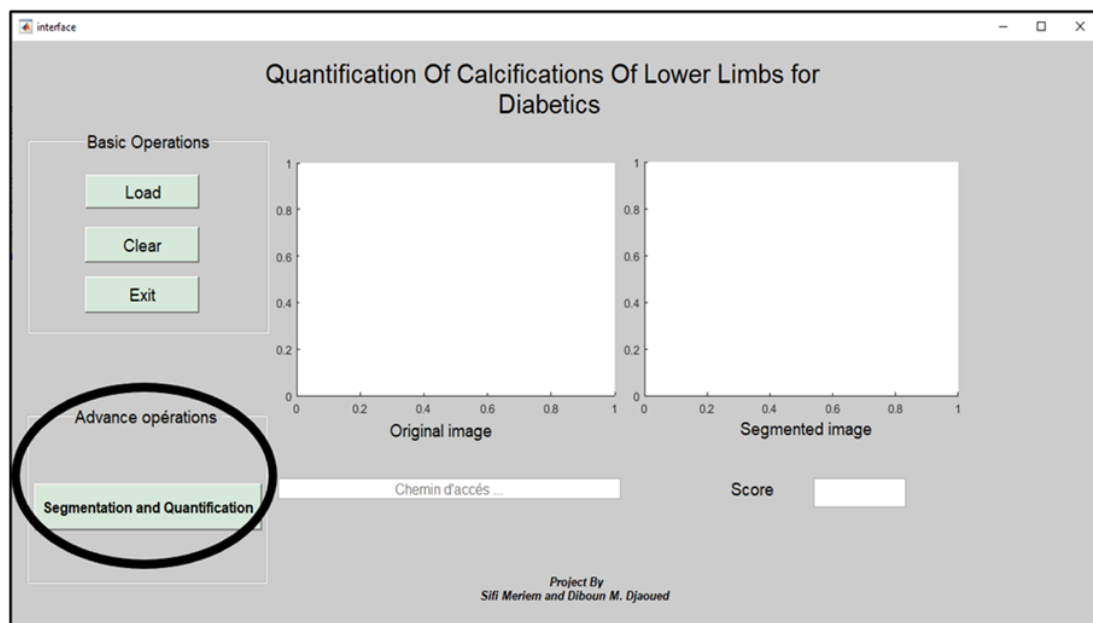 interface
Quantification Of Calcifications Of Lower Limbs for
Diabetics
Basic Operations
Load
Clear
Exit
1
0.8
0.6
0.4
0.2
0
0 0.2 0.4 0.6 0.8 1
Original image
1
0.8
0.6
0.4
0.2
0
0 0.2 0.4 0.6 0.8 1
Segmented image
Advance opérations
Segmentation and Quantification
Chemin d'accés ...
Score
Project By
Sifi Meriem and Diboun M. Djaoued